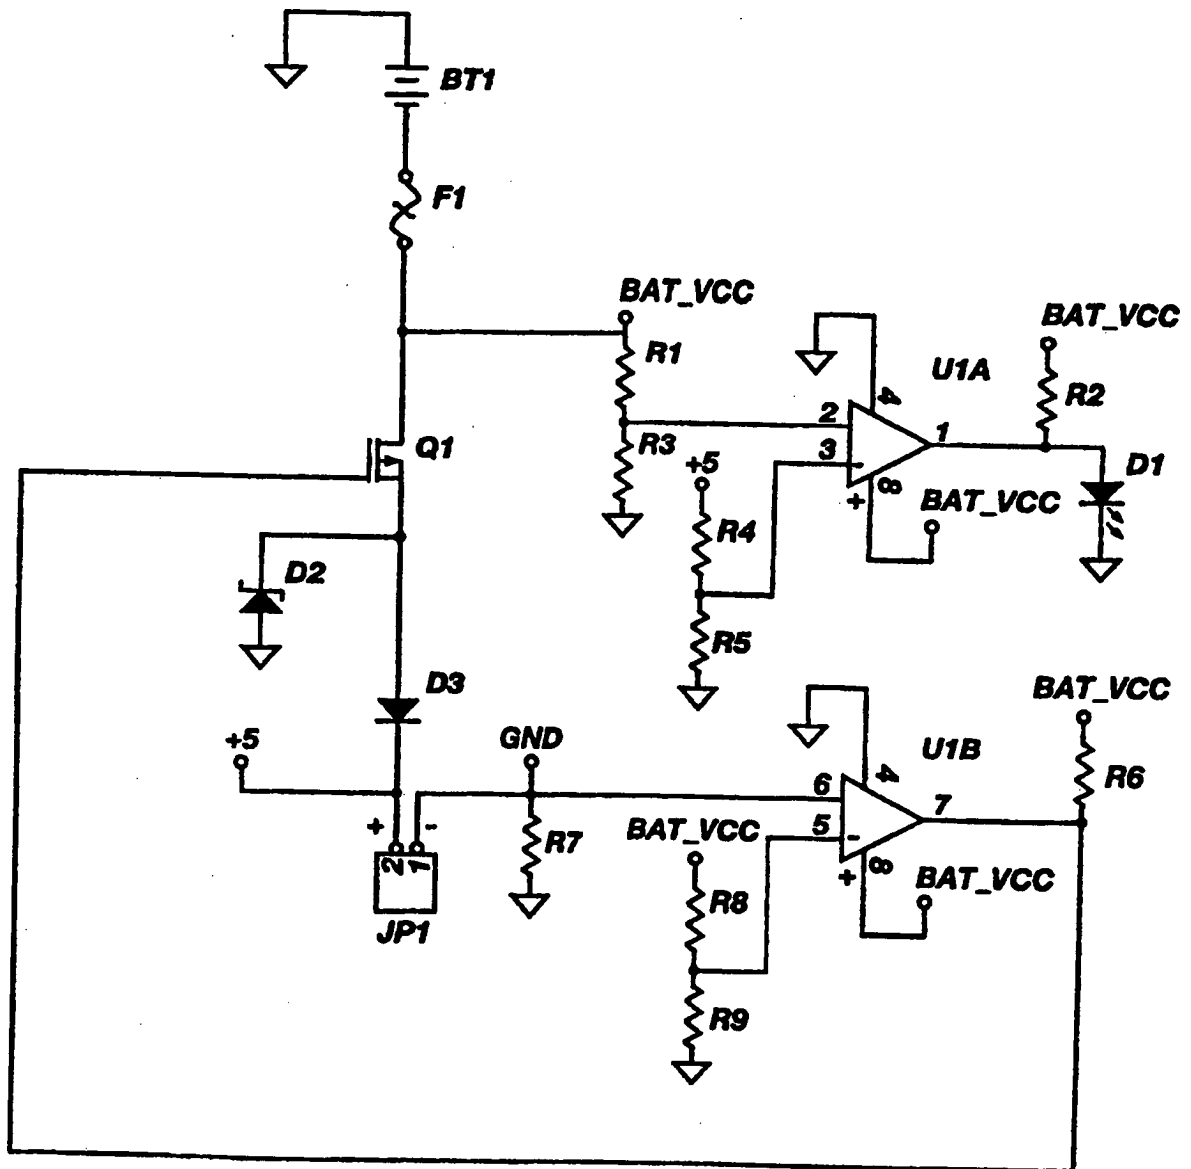 BT1
F1
BAT_VCC
R1
R3
Q1
+5
R4
R5
2
3
4
U1A
1
-
+
8
BAT_VCC
BAT_VCC
R2
D1
D2
D3
+5
+
-
2
1
JP1
GND
R7
BAT_VCC
R8
R9
6
5
4
U1B
7
-
+
8
BAT_VCC
BAT_VCC
R6